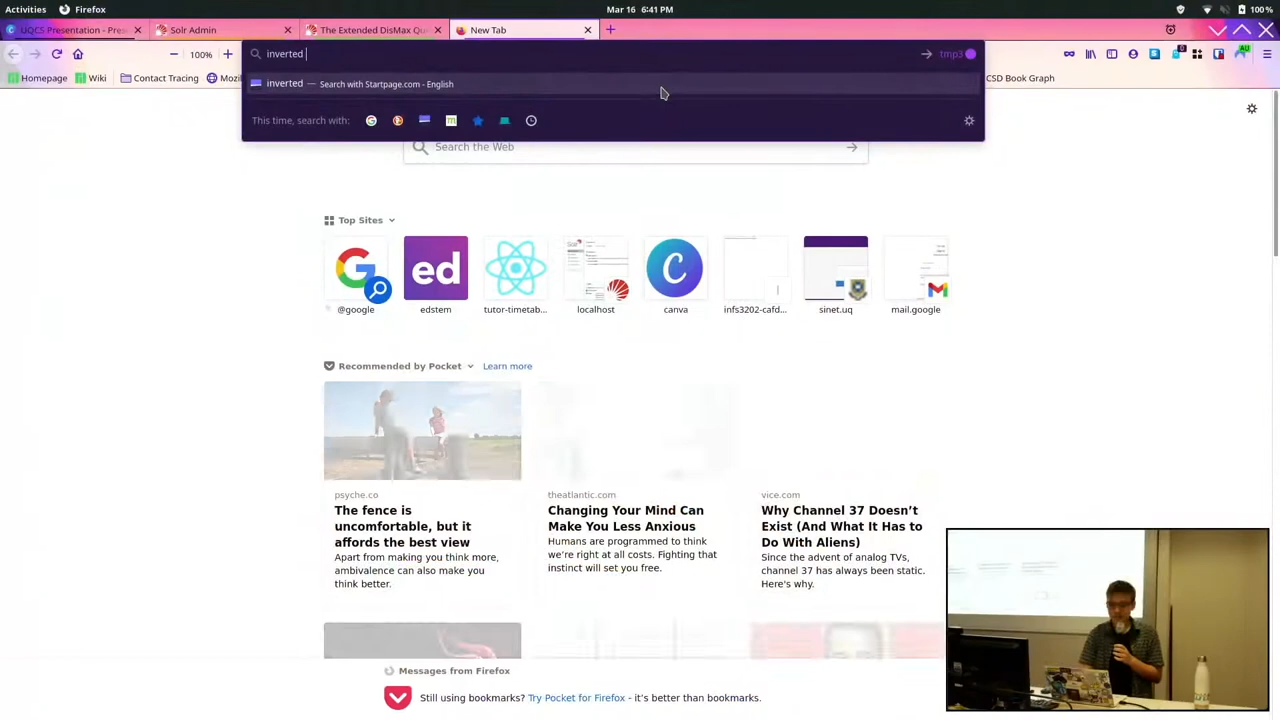 Activities Firefox Mar 16 6:41 PM 100%
UQCS Presentation - Pres Solr Admin The Extended DisMax Qu New Tab
100% inverted tmp3 0 AU
Homepage Wiki Contact Tracing Mozil CSD Book Graph
inverted — Search with Startpage.com - English
This time, search with:
Search the Web
Top Sites
ed
@google edstem tutor-timetab... localhost canva infs3202-cafd... sinet.uq mail.google
Recommended by Pocket Learn more
psyche.co
The fence is
uncomfortable, but it
affords the best view
Apart from making you think more,
ambivalence can also make you
think better.
theatlantic.com
Changing Your Mind Can
Make You Less Anxious
Humans are programmed to think
we're right at all costs. Fighting that
instinct will set you free.
vice.com
Why Channel 37 Doesn't
Exist (And What It Has to
Do With Aliens)
Since the advent of analog TVs,
channel 37 has always been static.
Here's why.
Messages from Firefox
Still using bookmarks? Try Pocket for Firefox - it's better than bookmarks.